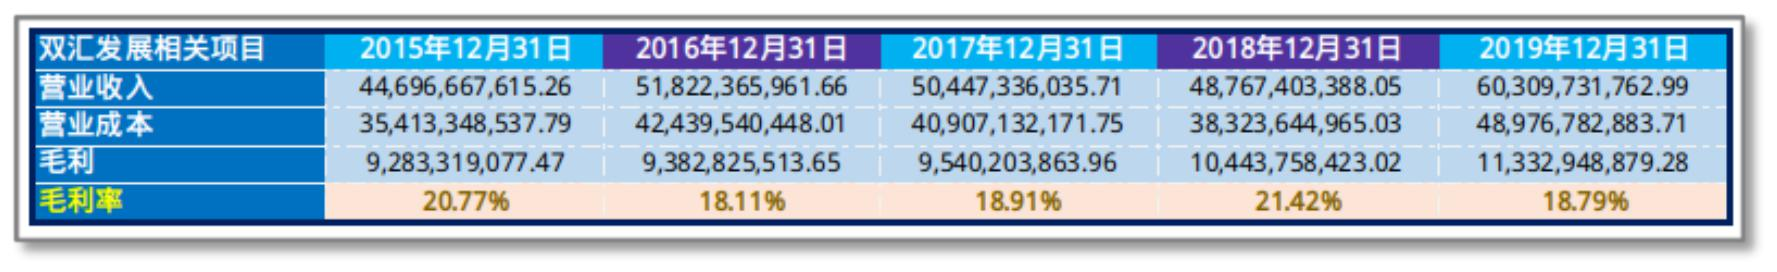 双汇发展相关项目 2015年12月31日 2016年12月31日 2017年12月31日 2018年12月31日 2019年12月31日
营业收入 44,696,667,615.26 51,822,365,961.66 50,447,336,035.71 48,767,403,388.05 60,309,731,762.99
营业成本 35,413,348,537.79 42,439,540,448.01 40,907,132,171.75 38,323,644,965.03 48,976,782,883.71
毛利 9,283,319,077.47 9,382,825,513.65 9,540,203,863.96 10,443,758,423.02 11,332,948,879.28
毛利率 20.77% 18.11% 18.91% 21.42% 18.79%